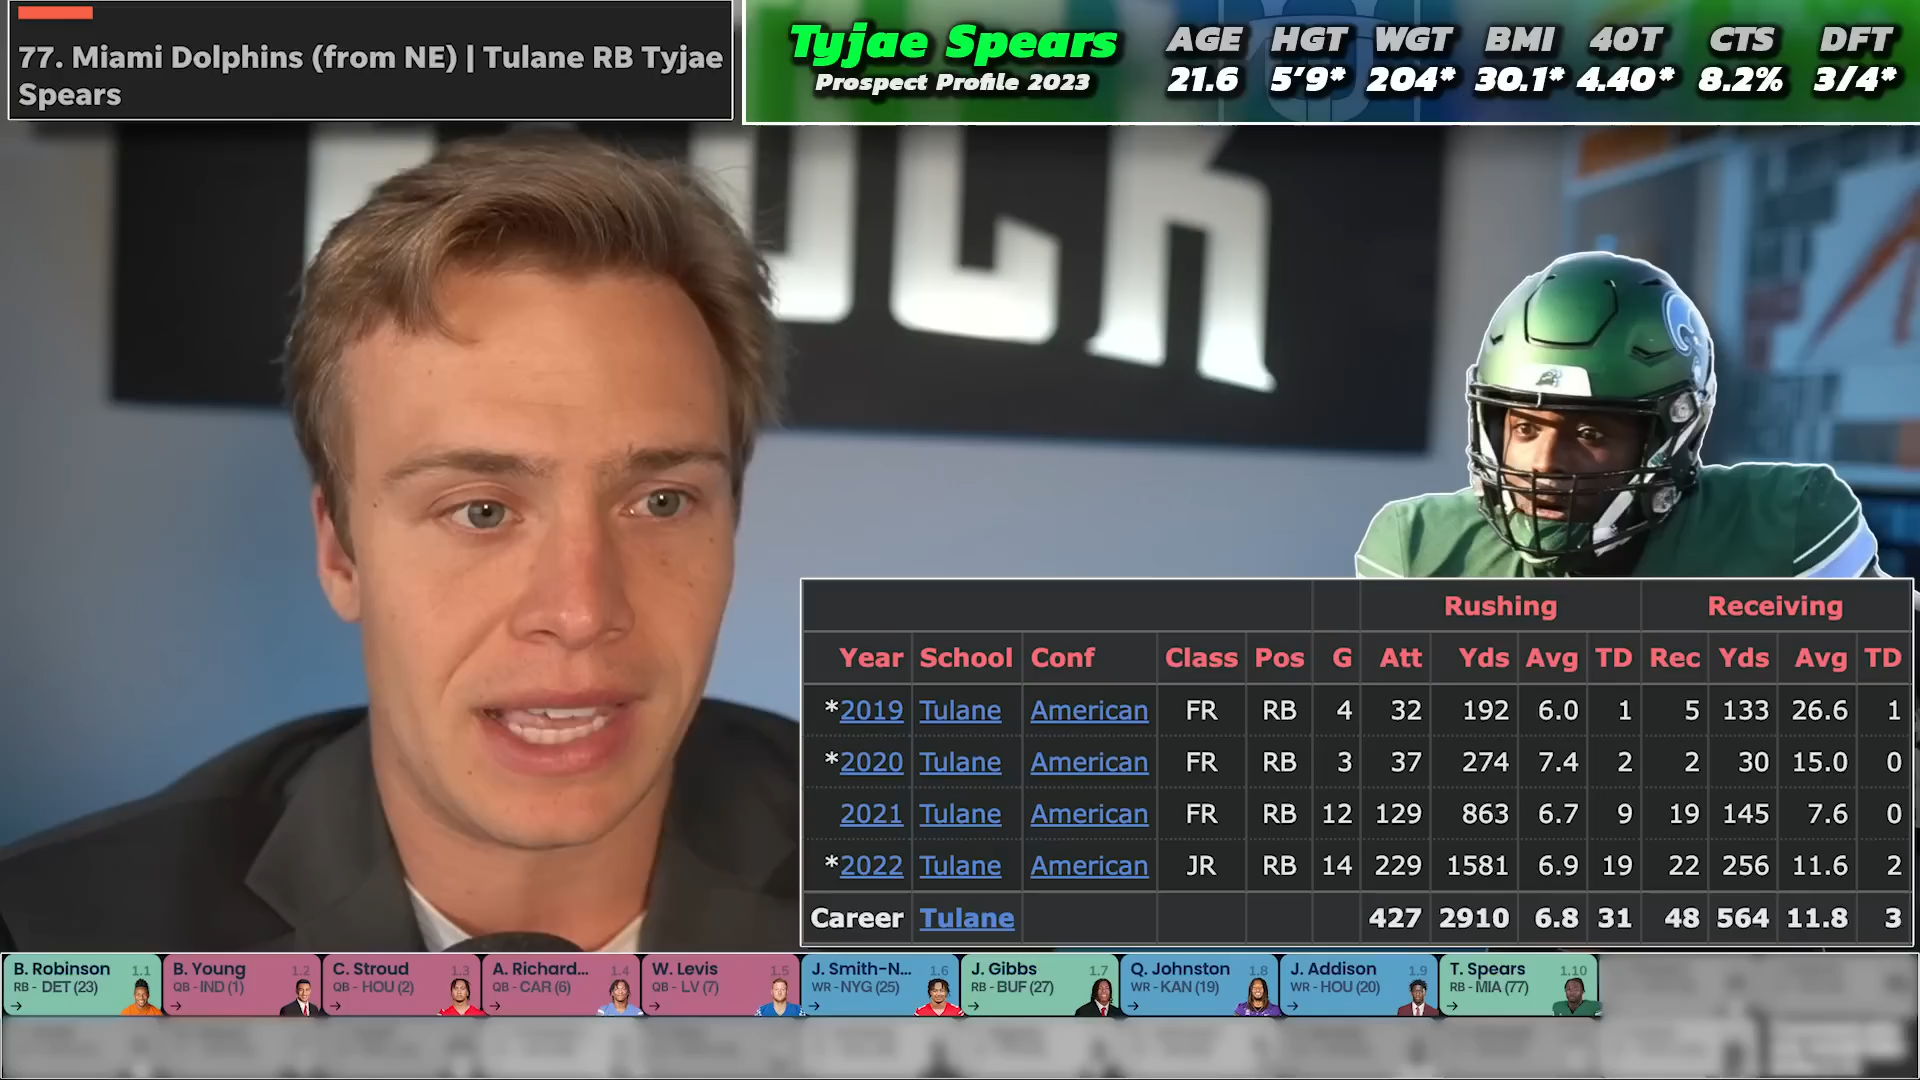 77. Miami Dolphins (from NE) | Tulane RB Tyjae
Spears
Tyjae Spears
Prospect Profile 2023
AGE HGT WGT BMI 40T CTS DFT
21.6 5'9* 204* 30.1* 4.40* 8.2% 3/4*
Rushing Receiving
Year School Conf Class Pos G Att Yds Avg TD Rec Yds Avg TD
*2019 Tulane American FR RB 4 32 192 6.0 1 5 133 26.6 1
*2020 Tulane American FR RB 3 37 274 7.4 2 2 30 15.0 0
2021 Tulane American FR RB 12 129 863 6.7 9 19 145 7.6 0
*2022 Tulane American JR RB 14 229 1581 6.9 19 22 256 11.6 2
Career Tulane 427 2910 6.8 31 48 564 11.8 3
B. Robinson 1.1
RB - DET (23)
B. Young 1.2
QB - IND (1)
C. Stroud 1.3
QB - HOU (2)
A. Richard... 1.4
QB - CAR (6)
W. Levis 1.5
QB - LV (7)
J. Smith-N... 1.6
WR - NYG (25)
J. Gibbs 1.7
RB - BUF (27)
Q. Johnston 1.8
WR - KAN (19)
J. Addison 1.9
WR - HOU (20)
T. Spears 1.10
RB - MIA (77)